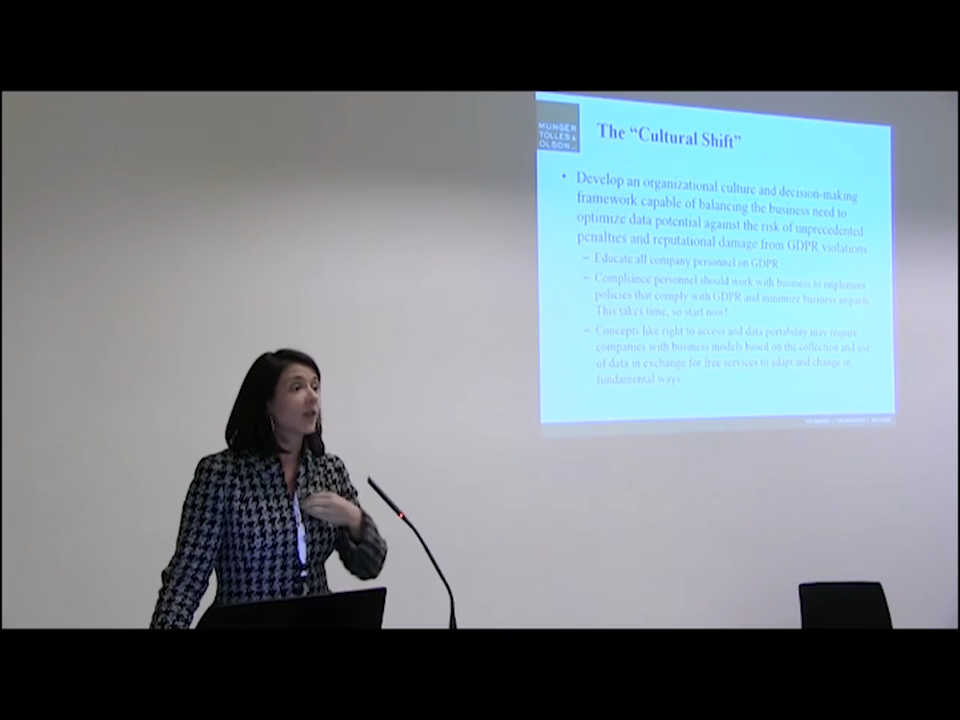 MUNGER
TOLLES &
OLSON LLP
The “Cultural Shift”
• Develop an organizational culture and decision-making
framework capable of balancing the business need to
optimize data potential against the risk of unprecedented
penalties and reputational damage from GDPR violations
– Educate all company personnel on GDPR
– Compliance personnel should work with business to implement
policies that comply with GDPR and minimize business impacts
This takes time, so start now!
– Concepts like right to access and data portability may require
companies with business models based on the collection and use
of data in exchange for free services to adapt and change in
fundamental ways